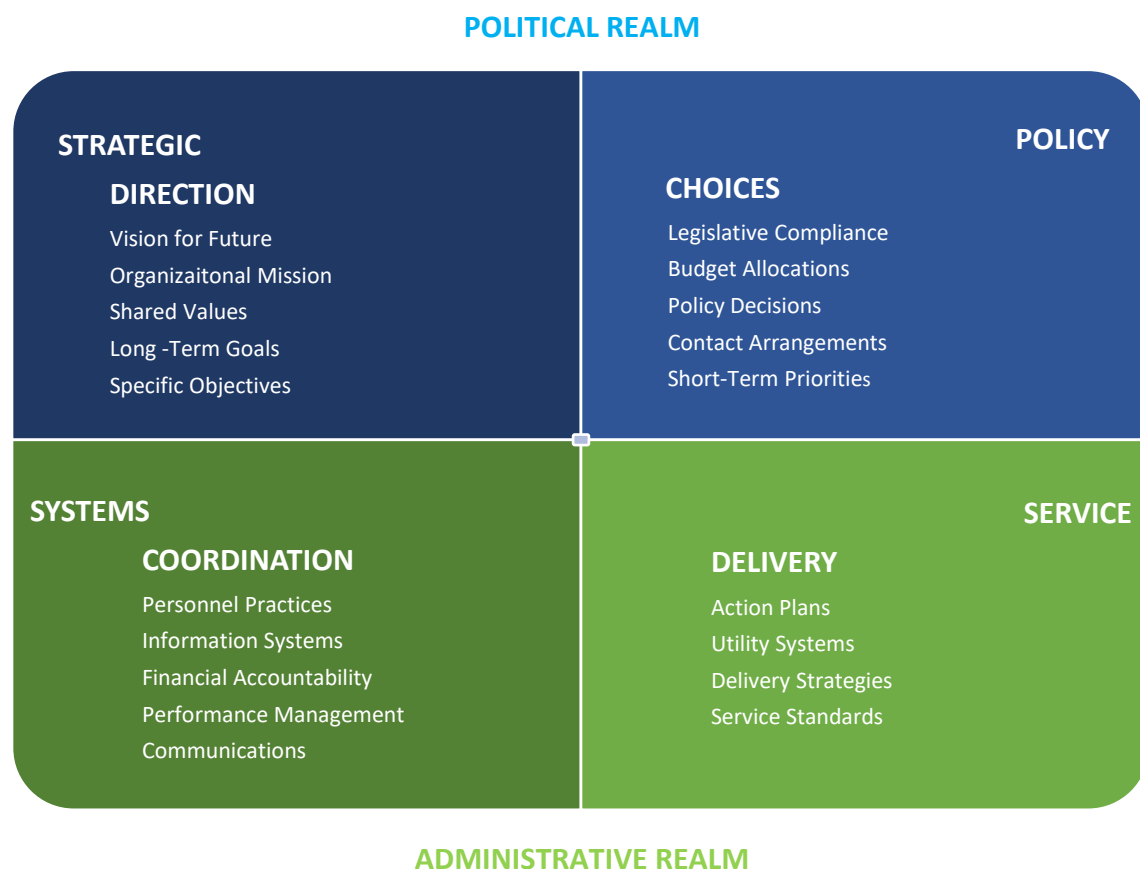 POLITICAL REALM
STRATEGIC
DIRECTION
Vision for Future
Organizaitonal Mission
Shared Values
Long -Term Goals
Specific Objectives
POLICY
CHOICES
Legislative Compliance
Budget Allocations
Policy Decisions
Contact Arrangements
Short-Term Priorities
SYSTEMS
COORDINATION
Personnel Practices
Information Systems
Financial Accountability
Performance Management
Communications
SERVICE
DELIVERY
Action Plans
Utility Systems
Delivery Strategies
Service Standards
ADMINISTRATIVE REALM